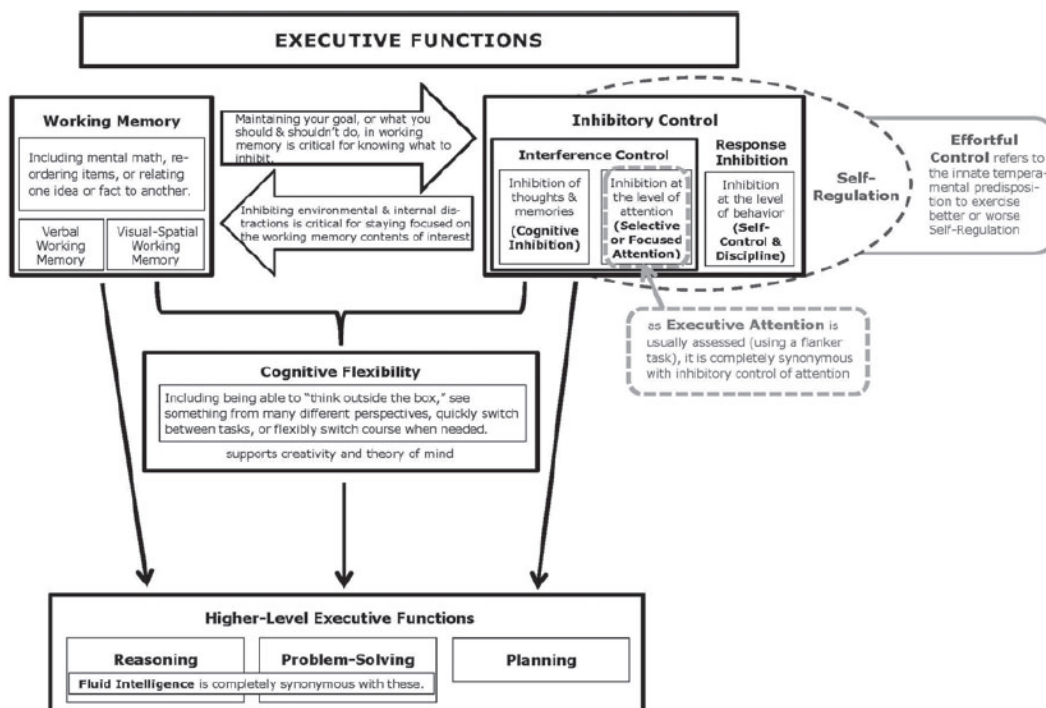 EXECUTIVE FUNCTIONS
Working Memory
Including mental math, re-
ordering items, or relating
one idea or fact to another.
Verbal
Working
Memory
Visual-Spatial
Working
Memory
Maintaining your goal, or what you
should & shouldn't do, in working
memory is critical for knowing what to
inhibit.
Inhibiting environmental & internal dis-
tractions is critical for staying focused
on the working memory contents of interest
Inhibitory Control
Interference Control
Inhibition of
thoughts &
memories
(Cognitive
Inhibition)
Inhibition at
the level of
attention
(Selective
or Focused
Attention)
Response
Inhibition
Inhibition
at the level
of behavior
(Self-
Control &
Discipline)
Self-
Regulation
Effortful
Control refers to
the innate tempera-
mental predisposi-
tion to exercise
better or worse
Self-Regulation
as Executive Attention is
usually assessed (using a flanker
task), it is completely synonymous
with inhibitory control of attention
Cognitive Flexibility
Including being able to "think outside the box," see
something from many different perspectives, quickly switch
between tasks, or flexibly switch course when needed.
supports creativity and theory of mind
Higher-Level Executive Functions
Reasoning
Problem-Solving
Planning
Fluid Intelligence is completely synonymous with these.